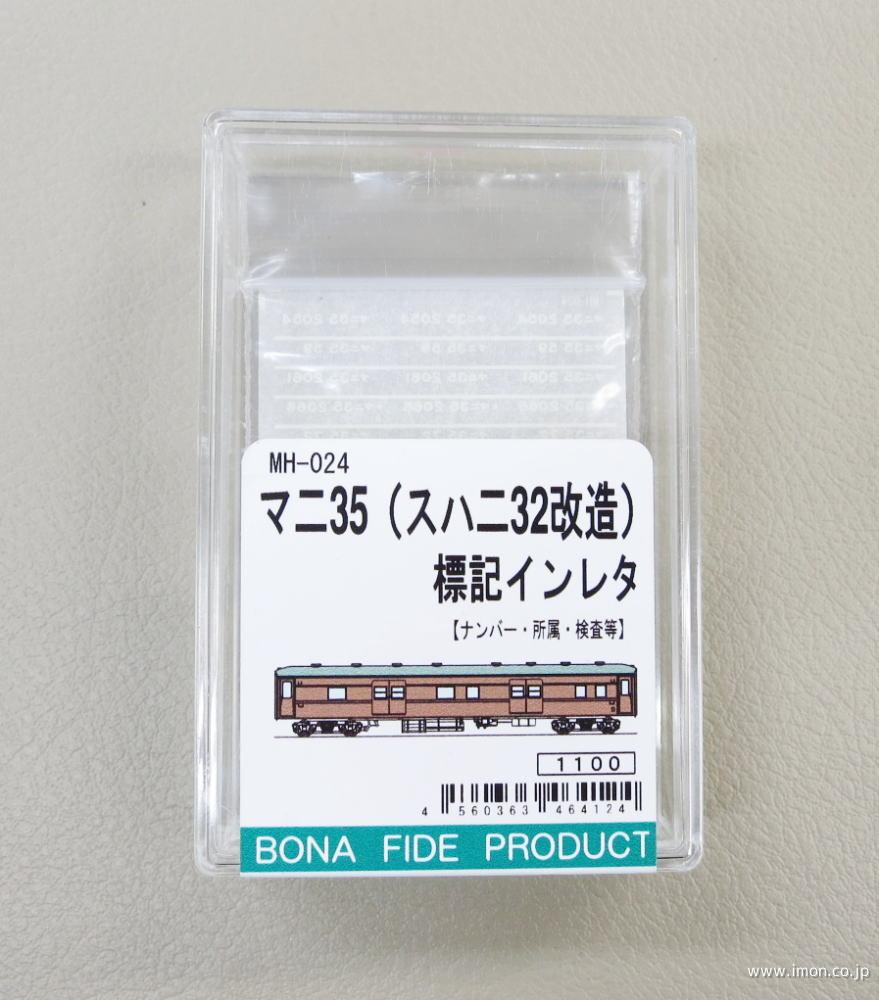 MH-024
マニ35（スハニ32改造）
標記インレタ
【ナンバー・所属・検査等】
1100
4 560363 464124
BONA FIDE PRODUCT
www.imon.co.jp